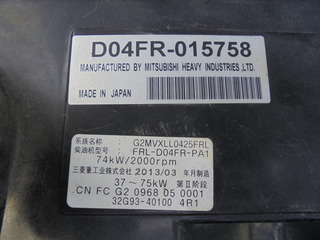 D04FR-015758
MANUFACTURED BY MITSUBISHI HEAVY INDUSTRIES ,LTD.
MADE IN JAPAN
系族名称: G2MVXLL0425FRL
柴油机型号: FRL-D04FR-PA1
74kW/2000rpm
三菱重工业株式会社 2013/03 年月制造
37～75kW 第Ⅱ阶段
.CN FC G2 0968 05 0001
32G93-40100 4R1